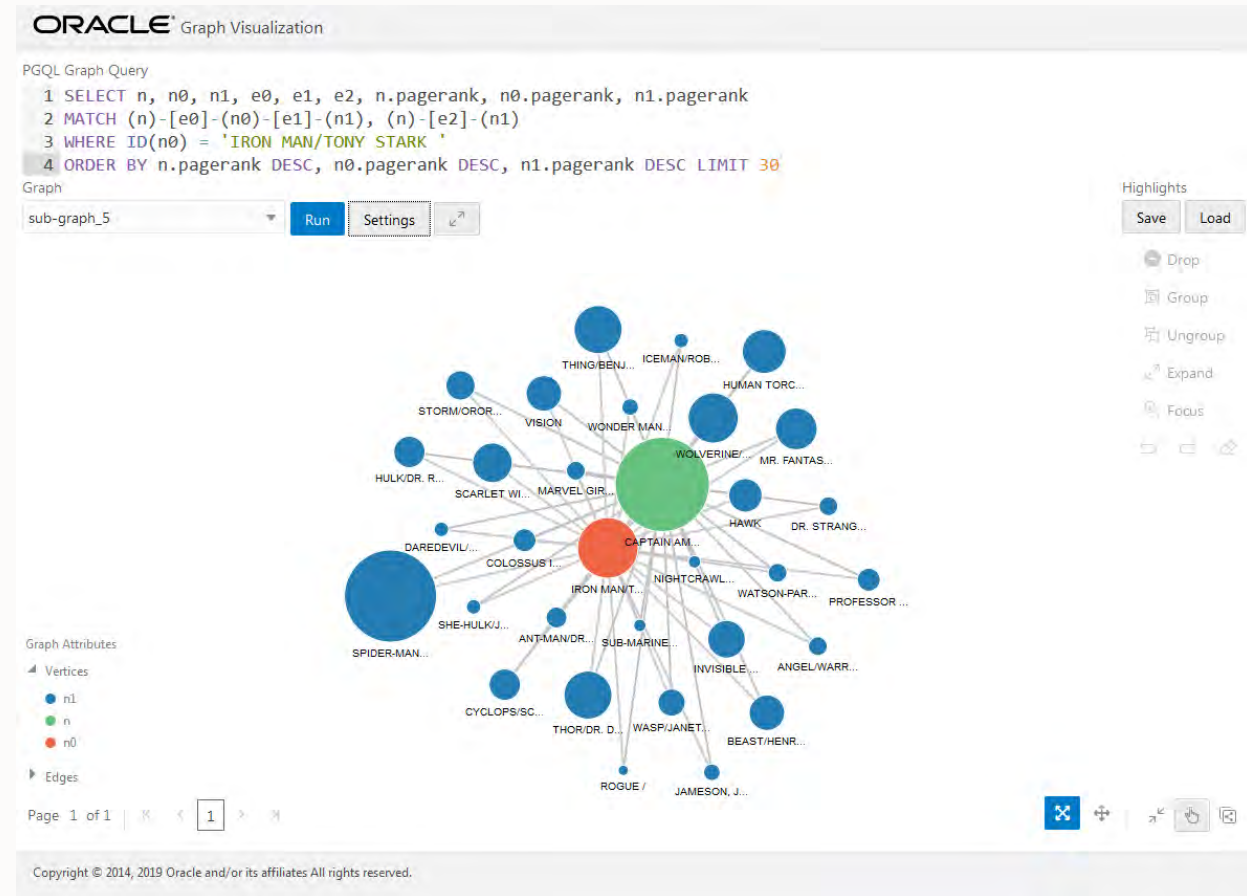 ORACLE Graph Visualization
PGQL Graph Query
1 SELECT n, n0, n1, e0, e1, e2, n.pagerank, n0.pagerank, n1.pagerank
2 MATCH (n)-[e0]-(n0)-[e1]-(n1), (n)-[e2]-(n1)
3 WHERE ID(n0) = 'IRON MAN/TONY STARK '
4 ORDER BY n.pagerank DESC, n0.pagerank DESC, n1.pagerank DESC LIMIT 30
Graph
Highlights
sub-graph_5
Run
Settings
Save
Load
Drop
Group
Ungroup
Expand
Focus
THING/BENJ...
ICEMAN/ROB...
HUMAN TORC...
STORM/OROR...
VISION
WONDER MAN...
WOLVERINE/...
MR. FANTAS...
HULK/DR. R...
SCARLET WI...
MARVEL GIR...
HAWK
DR. STRANG...
DAREDEVIL/...
COLOSSUS I...
CAPTAIN AM...
IRON MAN/T...
NIGHTCRAWL...
WATSON-PAR...
PROFESSOR ...
SPIDER-MAN...
SHE-HULK/J...
ANT-MAN/DR...
SUB-MARINE...
INVISIBLE ...
ANGEL/WARR...
CYCLOPS/SC...
THOR/DR. D...
WASP/JANET...
BEAST/HENR...
ROGUE /
JAMESON, J...
Graph Attributes
Vertices
n1
n
n0
Edges
Page 1 of 1
1
Copyright © 2014, 2019 Oracle and/or its affiliates All rights reserved.